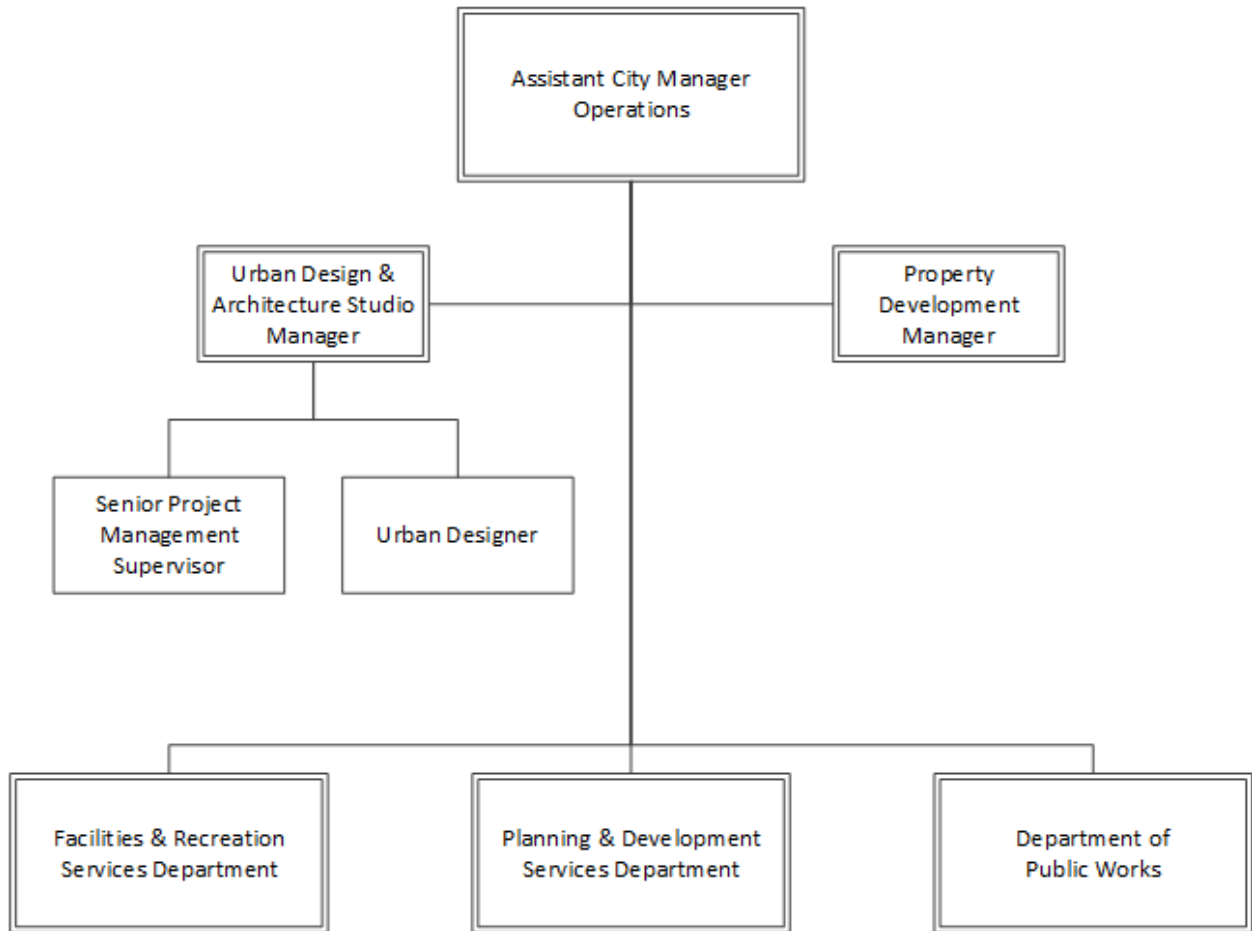 Assistant City Manager
Operations
Urban Design &
Architecture Studio
Manager
Property
Development
Manager
Senior Project
Management
Supervisor
Urban Designer
Facilities & Recreation
Services Department
Planning & Development
Services Department
Department of
Public Works